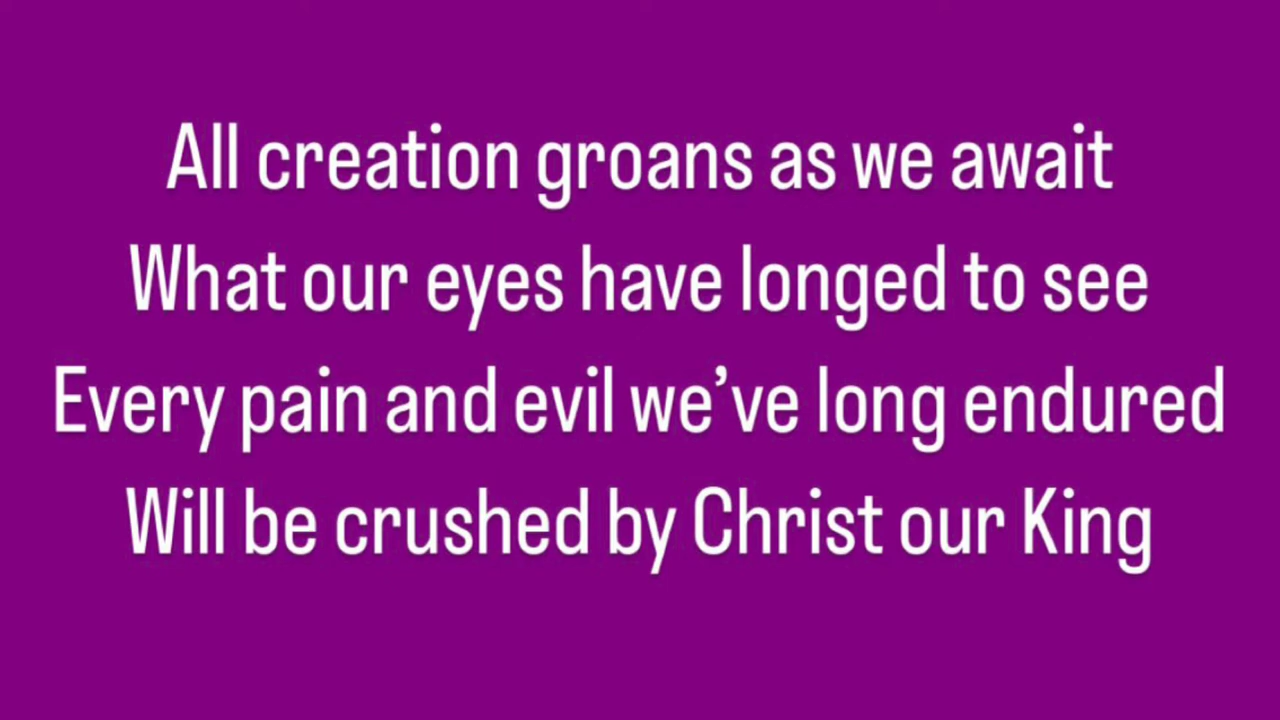 All creation groans as we await
What our eyes have longed to see
Every pain and evil we’ve long endured
Will be crushed by Christ our King